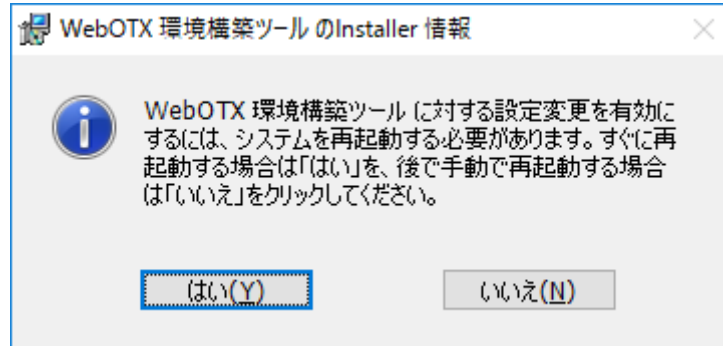 WebOTX 環境構築ツール のInstaller 情報
WebOTX 環境構築ツール に対する設定変更を有効に
するには、システムを再起動する必要があります。すぐに再
起動する場合は「はい」を、後で手動で再起動する場合
は「いいえ」をクリックしてください。
はい(Y)
いいえ(N)